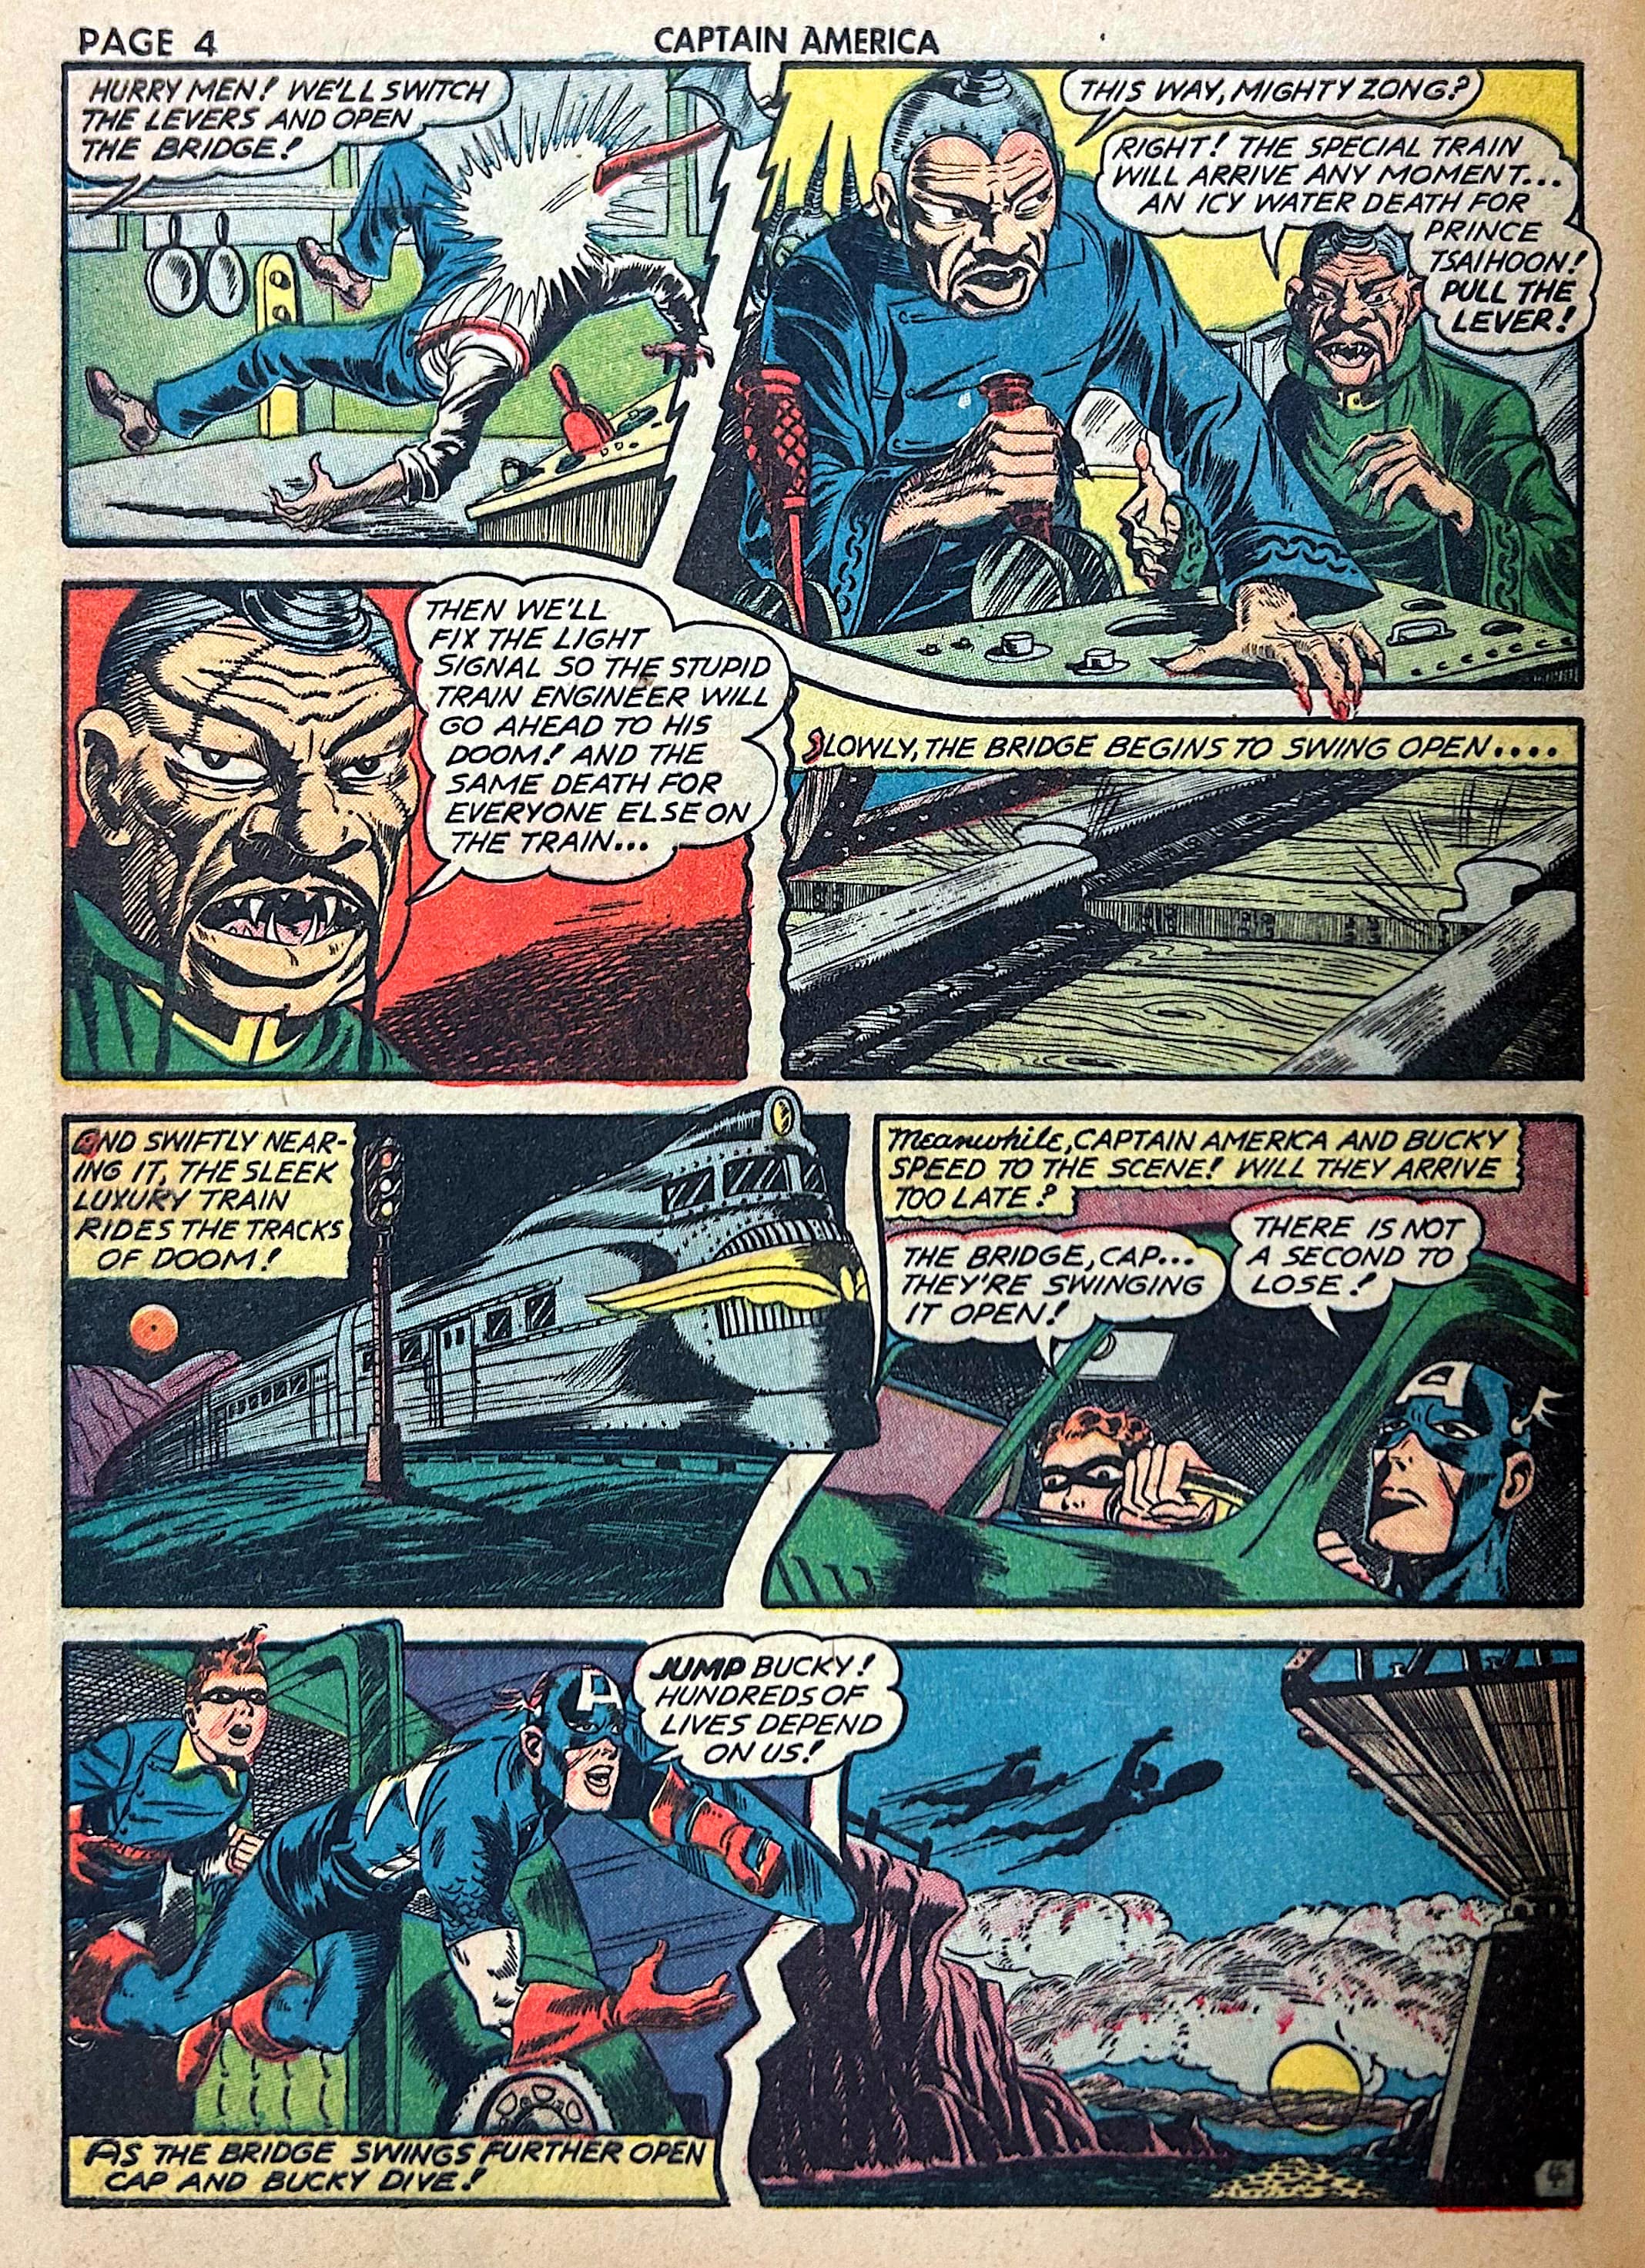 PAGE 4
CAPTAIN AMERICA
HURRY MEN! WE'LL SWITCH
THE LEVERS AND OPEN
THE BRIDGE!
THIS WAY, MIGHTY ZONG?
RIGHT! THE SPECIAL TRAIN
WILL ARRIVE ANY MOMENT...
AN ICY WATER DEATH FOR
PRINCE
TSAIHOON!
PULL THE
LEVER!
THEN WE'LL
FIX THE LIGHT
SIGNAL SO THE STUPID
TRAIN ENGINEER WILL
GO AHEAD TO HIS
DOOM! AND THE
SAME DEATH FOR
EVERYONE ELSE ON
THE TRAIN...
SLOWLY, THE BRIDGE BEGINS TO SWING OPEN....
AND SWIFTLY NEAR-
ING IT, THE SLEEK
LUXURY TRAIN
RIDES THE TRACKS
OF DOOM!
Meanwhile, CAPTAIN AMERICA AND BUCKY
SPEED TO THE SCENE! WILL THEY ARRIVE
TOO LATE?
THE BRIDGE, CAP...
THEY'RE SWINGING
IT OPEN!
THERE IS NOT
A SECOND TO
LOSE!
JUMP BUCKY!
HUNDREDS OF
LIVES DEPEND
ON US!
A
AS THE BRIDGE SWINGS FURTHER OPEN
CAP AND BUCKY DIVE!
4